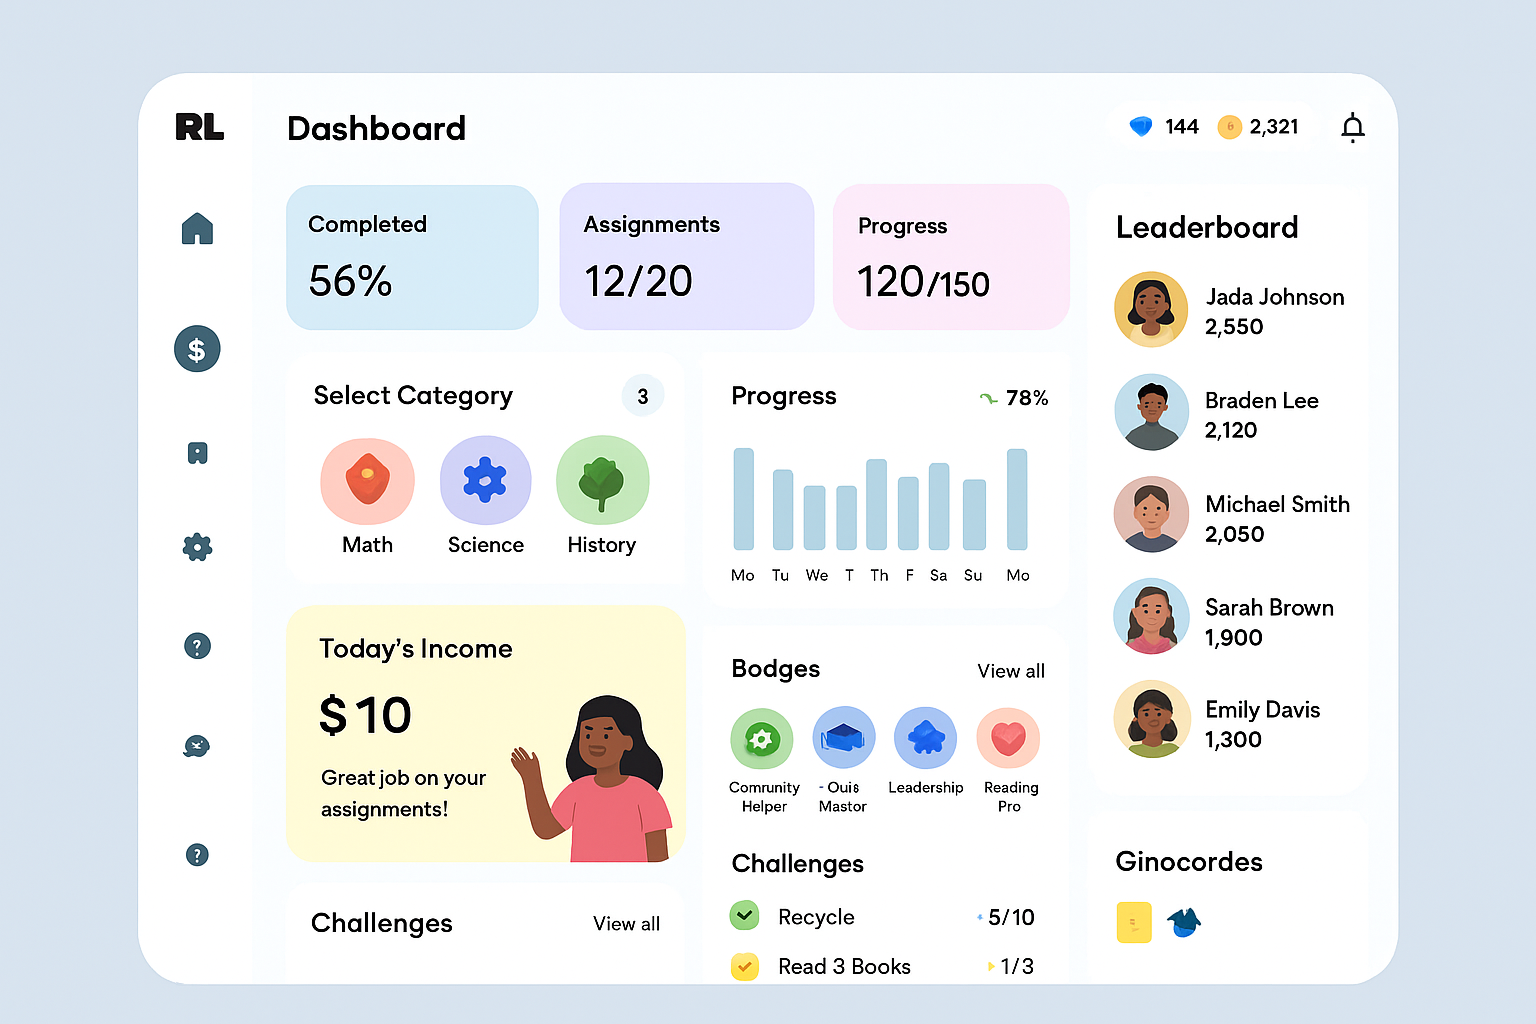 RL
Dashboard
144 2,321
Completed
56%
Assignments
12/20
Progress
120/150
Select Category 3
Math Science History
Progress 78%
Mo Tu We T Th F Sa Su Mo
Today's Income
$10
Great job on your
assignments!
Challenges View all
Bodges View all
Comrunity
Helper
- Ouis
Mastor
Leadership
Reading
Pro
Challenges
Recycle 5/10
Read 3 Books 1/3
Leaderboard
Jada Johnson
2,550
Braden Lee
2,120
Michael Smith
2,050
Sarah Brown
1,900
Emily Davis
1,300
Ginocordes